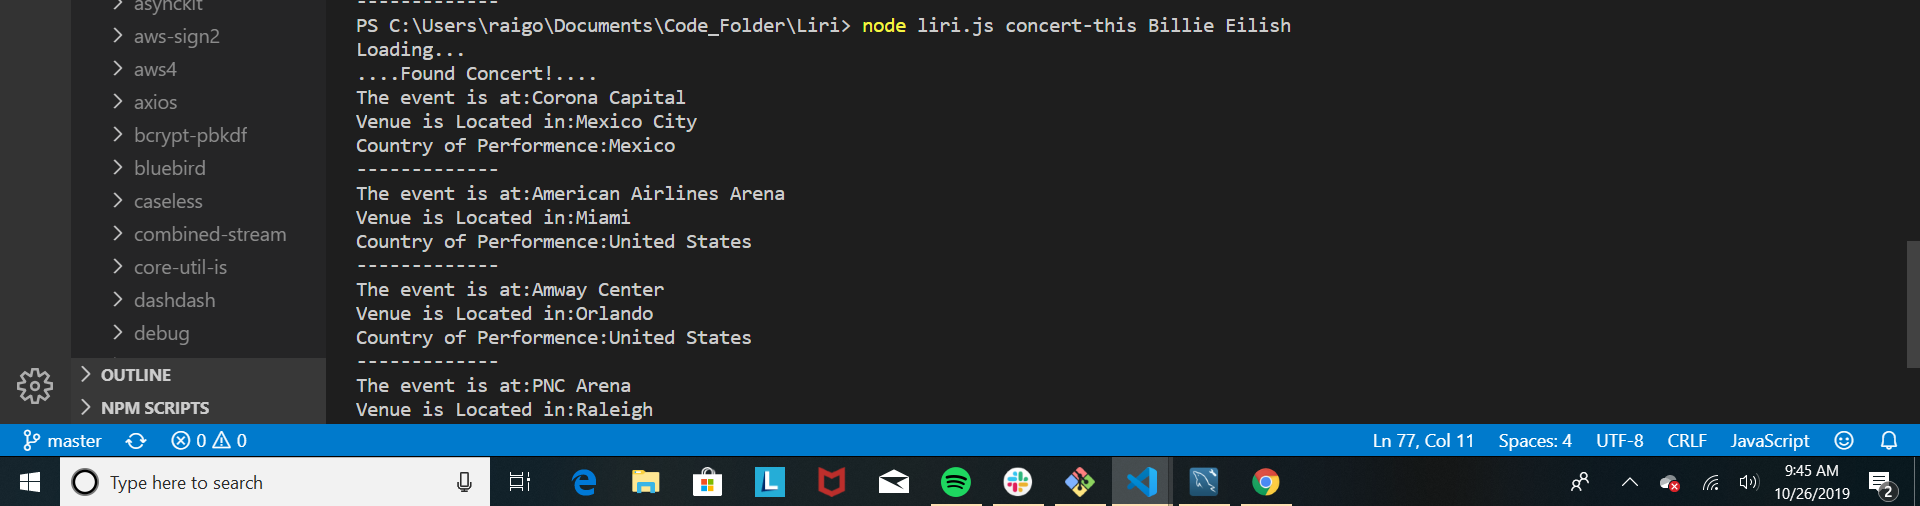 asynckit
aws-sign2
aws4
axios
bcrypt-pbkdf
bluebird
caseless
combined-stream
core-util-is
dashdash
debug
OUTLINE
NPM SCRIPTS
-------------
PS C:\Users\raigo\Documents\Code_Folder\Liri> node liri.js concert-this Billie Eilish
Loading...
....Found Concert!....
The event is at:Corona Capital
Venue is Located in:Mexico City
Country of Performence:Mexico
-------------
The event is at:American Airlines Arena
Venue is Located in:Miami
Country of Performence:United States
-------------
The event is at:Amway Center
Venue is Located in:Orlando
Country of Performence:United States
-------------
The event is at:PNC Arena
Venue is Located in:Raleigh
master 0 0 Ln 77, Col 11 Spaces: 4 UTF-8 CRLF JavaScript
Type here to search
L
9:45 AM
10/26/2019
2